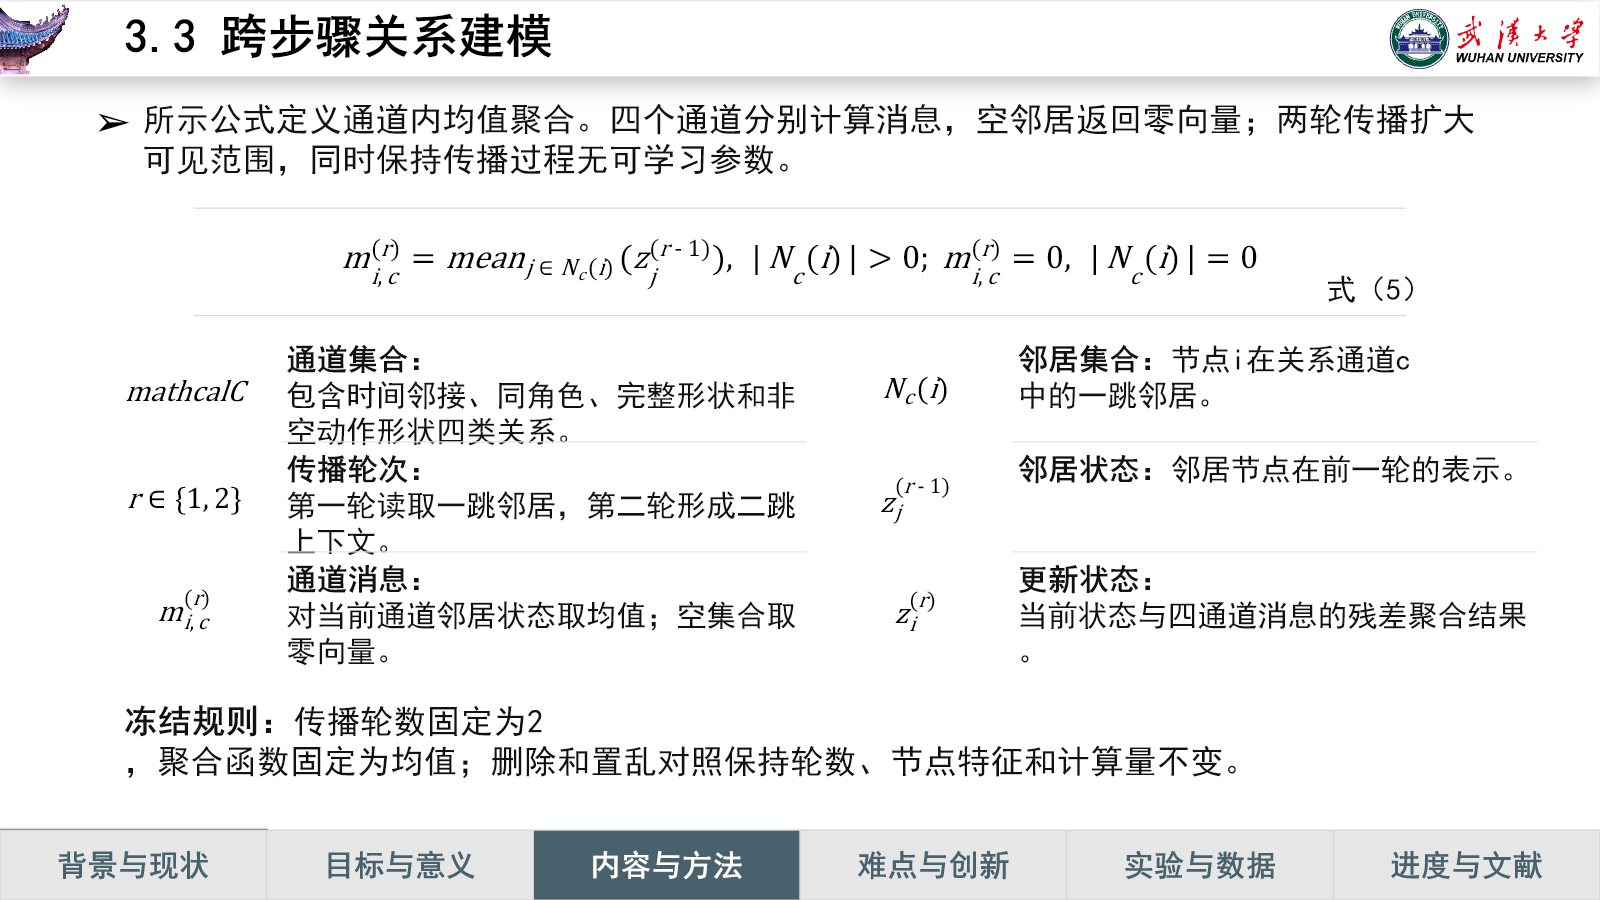 3.3 跨步骤关系建模
武汉大学
WUHAN UNIVERSITY
➢ 所示公式定义通道内均值聚合。四个通道分别计算消息，空邻居返回零向量；两轮传播扩大
可见范围，同时保持传播过程无可学习参数。
m_{i,c}^{(r)} = mean_{j∈N_c(i)}(z_j^{(r-1)}), |N_c(i)| > 0; m_{i,c}^{(r)} = 0, |N_c(i)| = 0
式（5）
mathcalC
通道集合：
包含时间邻接、同角色、完整形状和非
空动作形状四类关系。
N_c(i)
邻居集合：节点i在关系通道c
中的一跳邻居。
r ∈ {1, 2}
传播轮次：
第一轮读取一跳邻居，第二轮形成二跳
上下文。
z_j^{(r-1)}
邻居状态：邻居节点在前一轮的表示。
m_{i,c}^{(r)}
通道消息：
对当前通道邻居状态取均值；空集合取
零向量。
z_i^{(r)}
更新状态：
当前状态与四通道消息的残差聚合结果
。
冻结规则：传播轮数固定为2
，聚合函数固定为均值；删除和置乱对照保持轮数、节点特征和计算量不变。
背景与现状 目标与意义 内容与方法 难点与创新 实验与数据 进度与文献